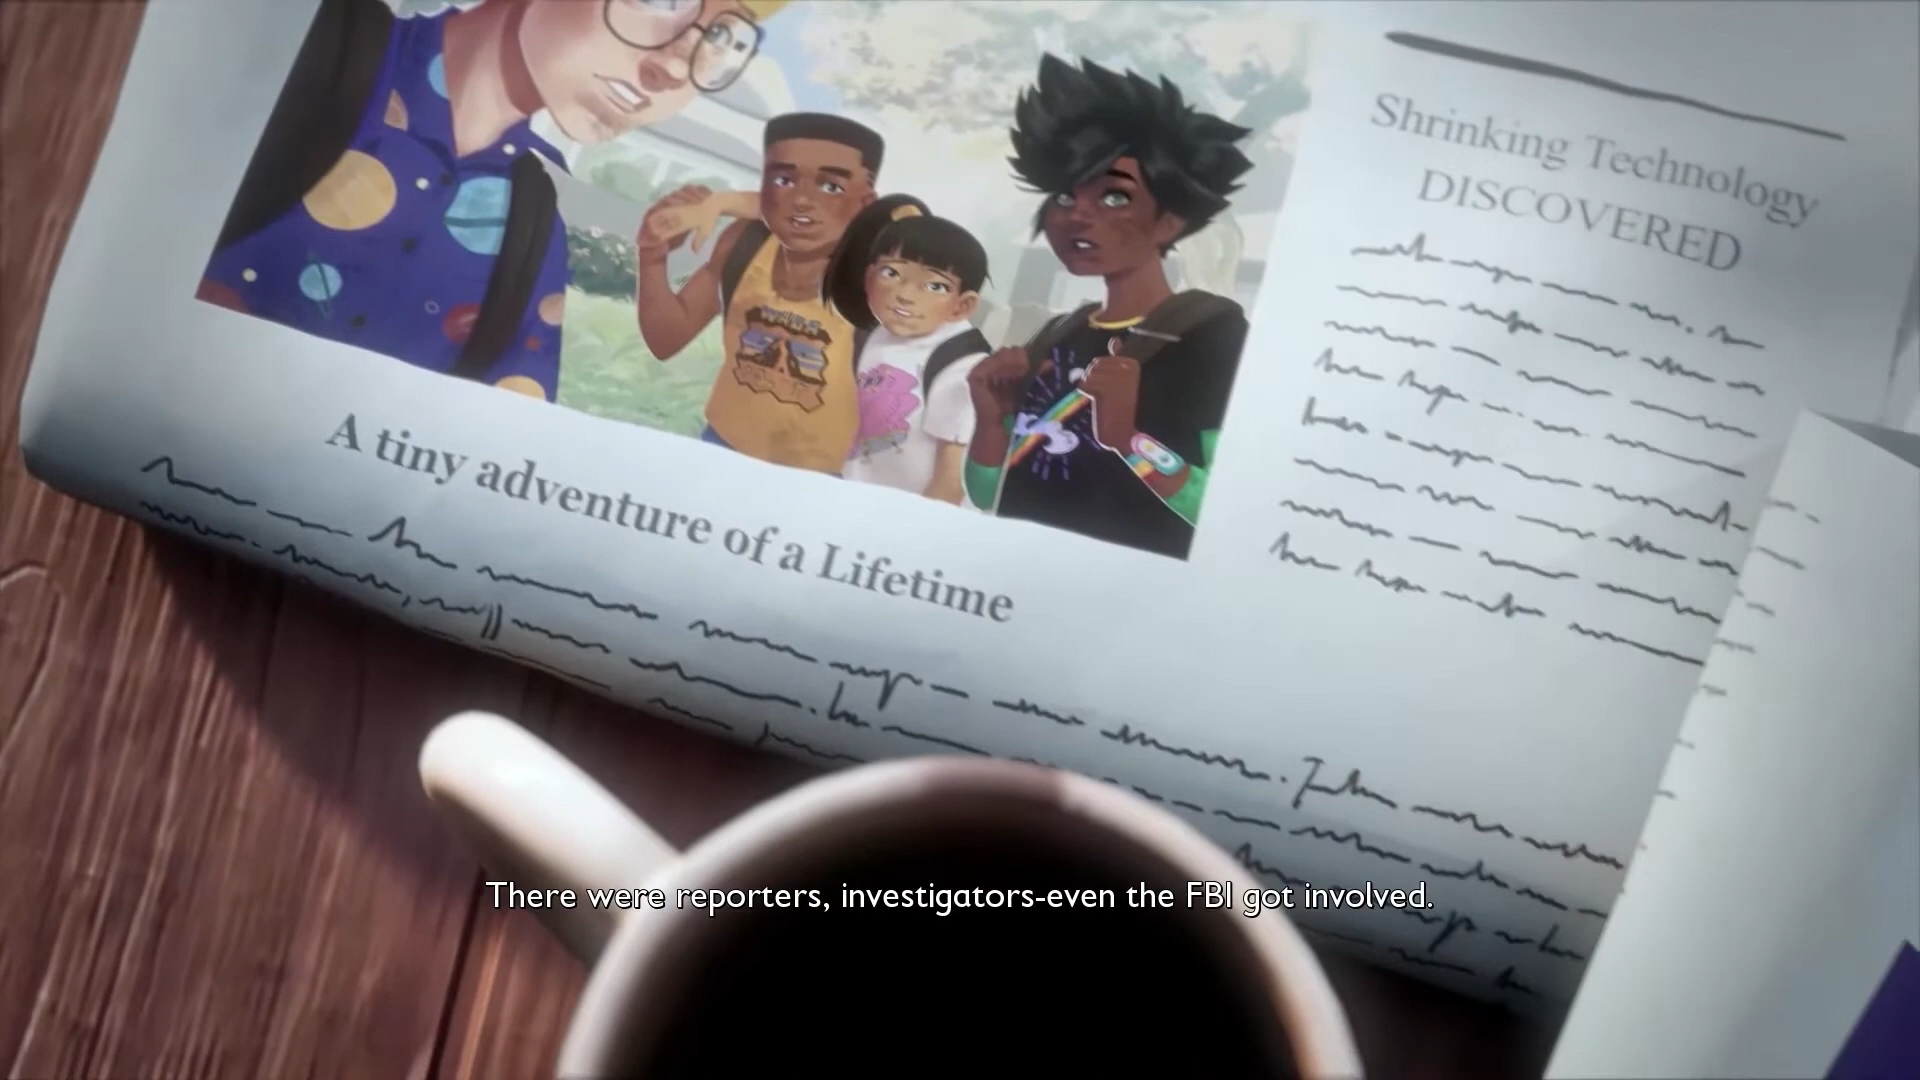 Shrinking Technology
DISCOVERED
A tiny adventure of a Lifetime
There were reporters, investigators-even the FBI got involved.